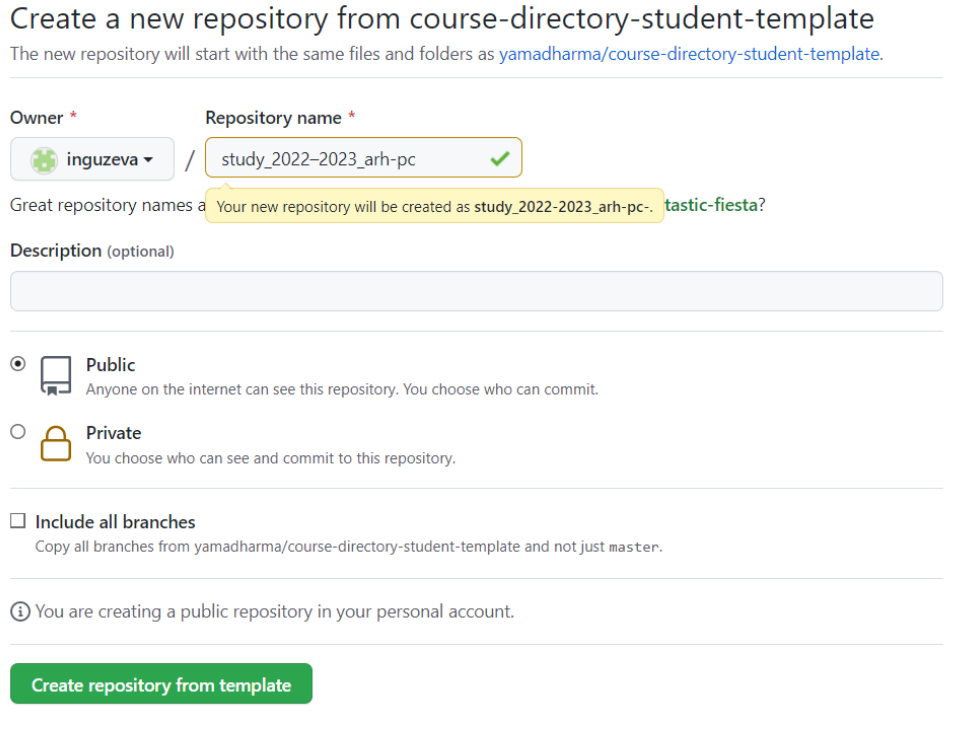 Create a new repository from course-directory-student-template
The new repository will start with the same files and folders as yamadharma/course-directory-student-template.
Owner * Repository name *
inguzeva / study_2022–2023_arh-pc
Great repository names a
Your new repository will be created as study_2022-2023_arh-pc-.
tastic-fiesta?
Description (optional)
Public
Anyone on the internet can see this repository. You choose who can commit.
Private
You choose who can see and commit to this repository.
Include all branches
Copy all branches from yamadharma/course-directory-student-template and not just master.
You are creating a public repository in your personal account.
Create repository from template